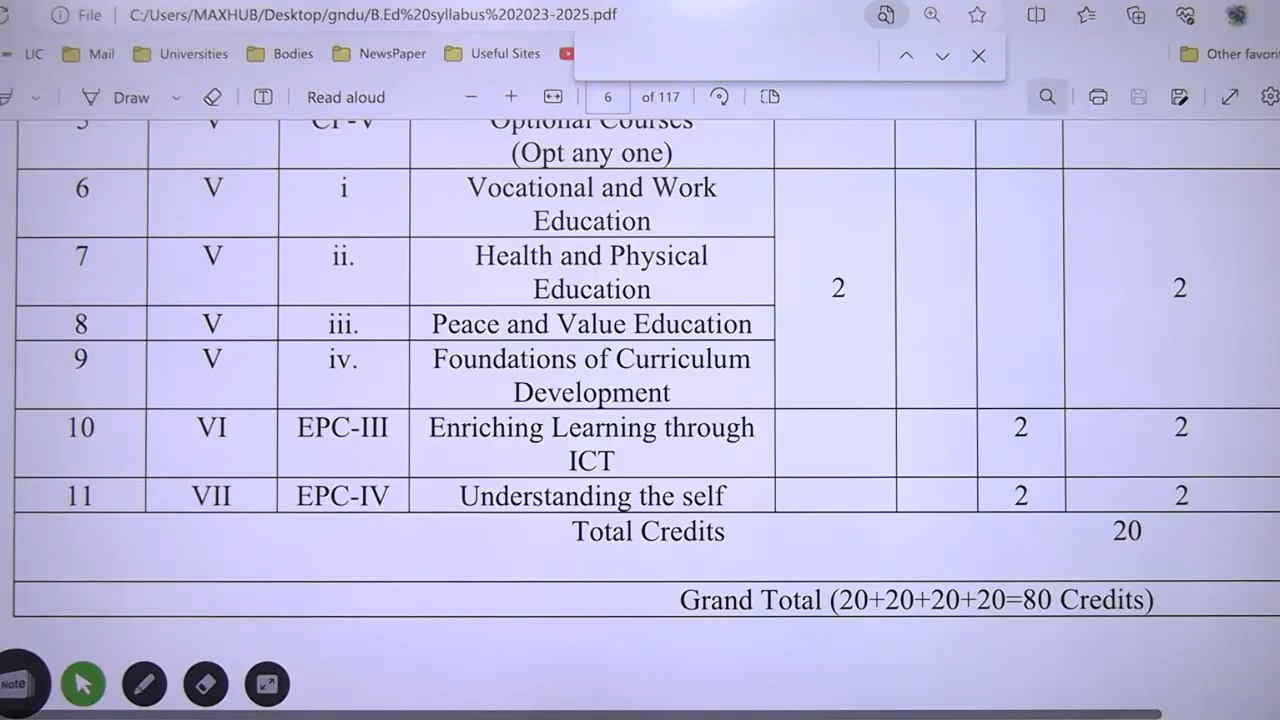 File C:/Users/MAXHUB/Desktop/gndu/B.Ed%20syllabus%202023-2025.pdf
LIC Mail Universities Bodies NewsPaper Useful Sites Other favori
Draw Read aloud 6 of 117
5 V CP-V Optional Courses
(Opt any one)
6 V i Vocational and Work
Education
7 V ii. Health and Physical
Education
2 2
8 V iii. Peace and Value Education
9 V iv. Foundations of Curriculum
Development
10 VI EPC-III Enriching Learning through 2 2
ICT
11 VII EPC-IV Understanding the self 2 2
Total Credits 20
Grand Total (20+20+20+20=80 Credits)
Note